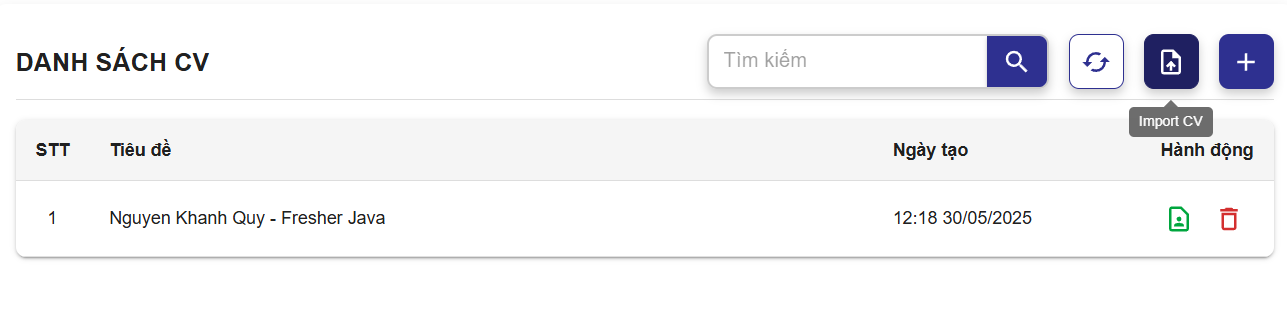 DANH SÁCH CV
Tìm kiếm
Import CV
STT Tiêu đề Ngày tạo Hành động
1 Nguyen Khanh Quy - Fresher Java 12:18 30/05/2025